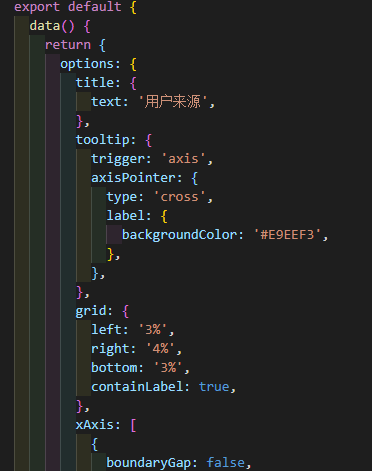 export default {
data() {
return {
options: {
title: {
text: '用户来源',
},
tooltip: {
trigger: 'axis',
axisPointer: {
type: 'cross',
label: {
backgroundColor: '#E9EEF3',
},
},
},
grid: {
left: '3%',
right: '4%',
bottom: '3%',
containLabel: true,
},
xAxis: [
{
boundaryGap: false,